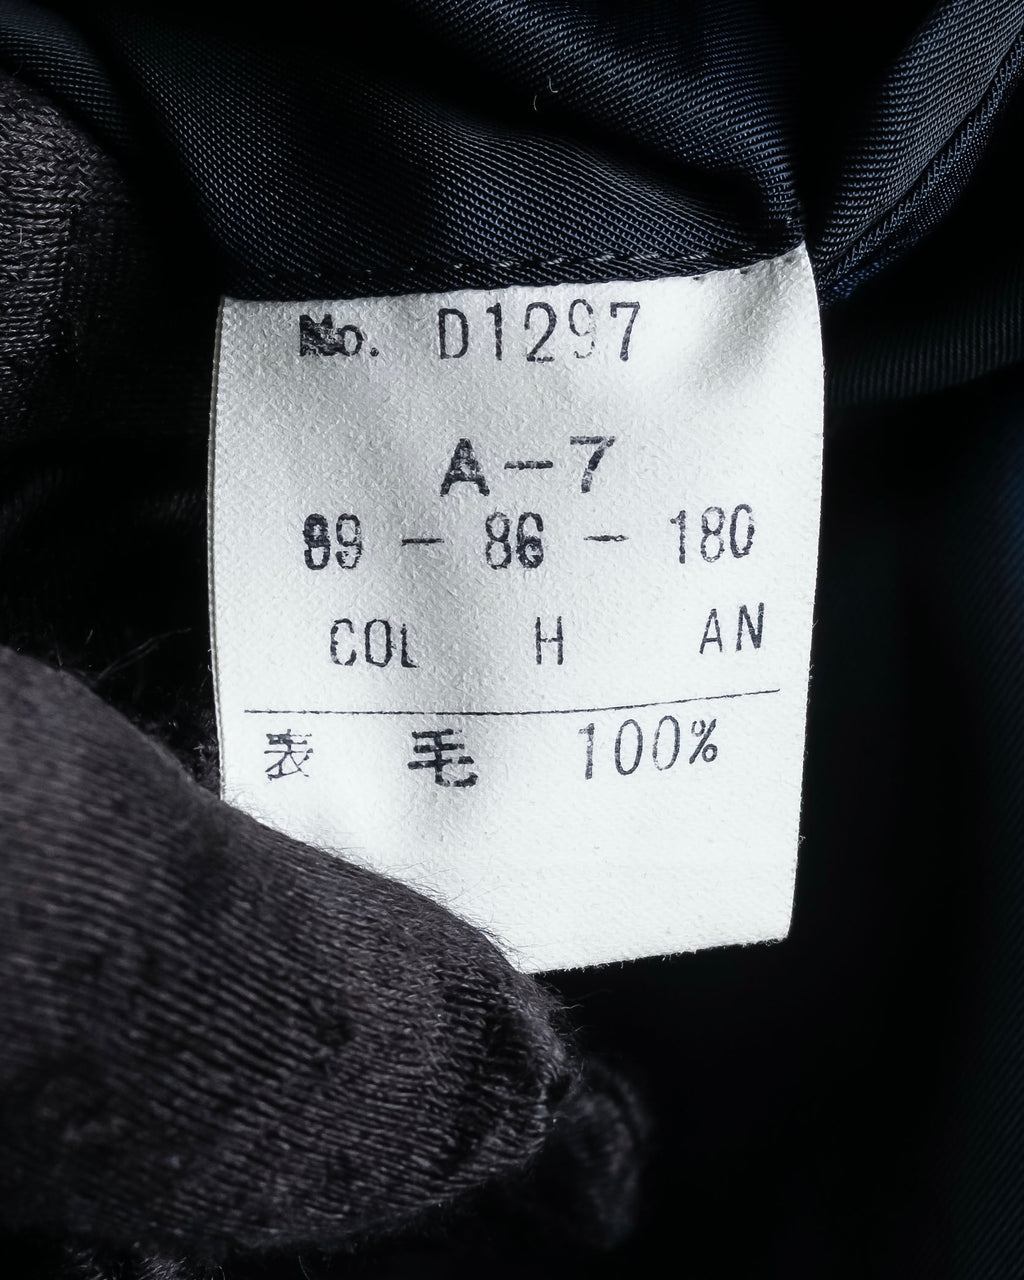 No. D1297
A-7
99 - 86 - 180
COL H AN
表 毛 100%